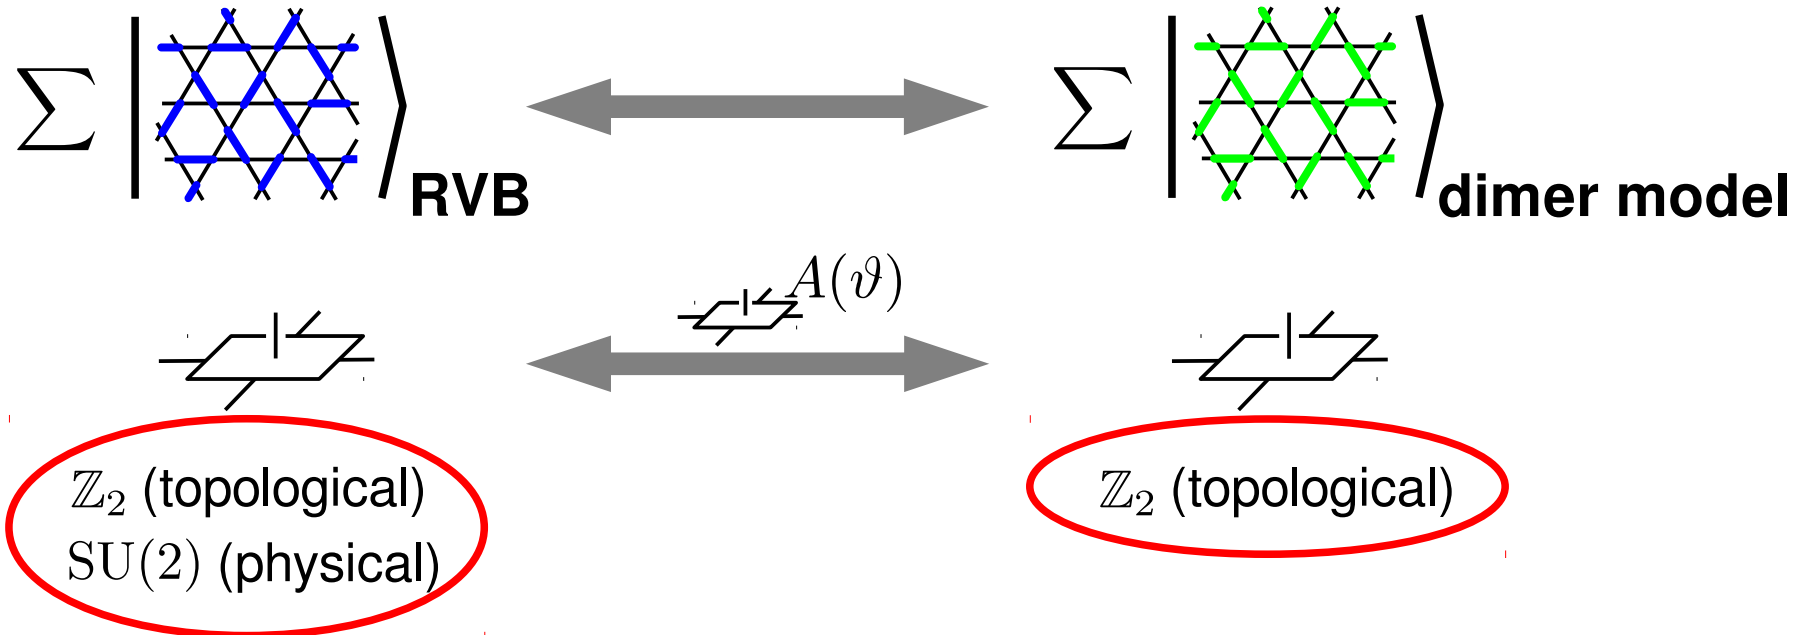 ∑ | ⟩ RVB
∑ | ⟩ dimer model
A(ϑ)
ℤ₂ (topological)
SU(2) (physical)
ℤ₂ (topological)